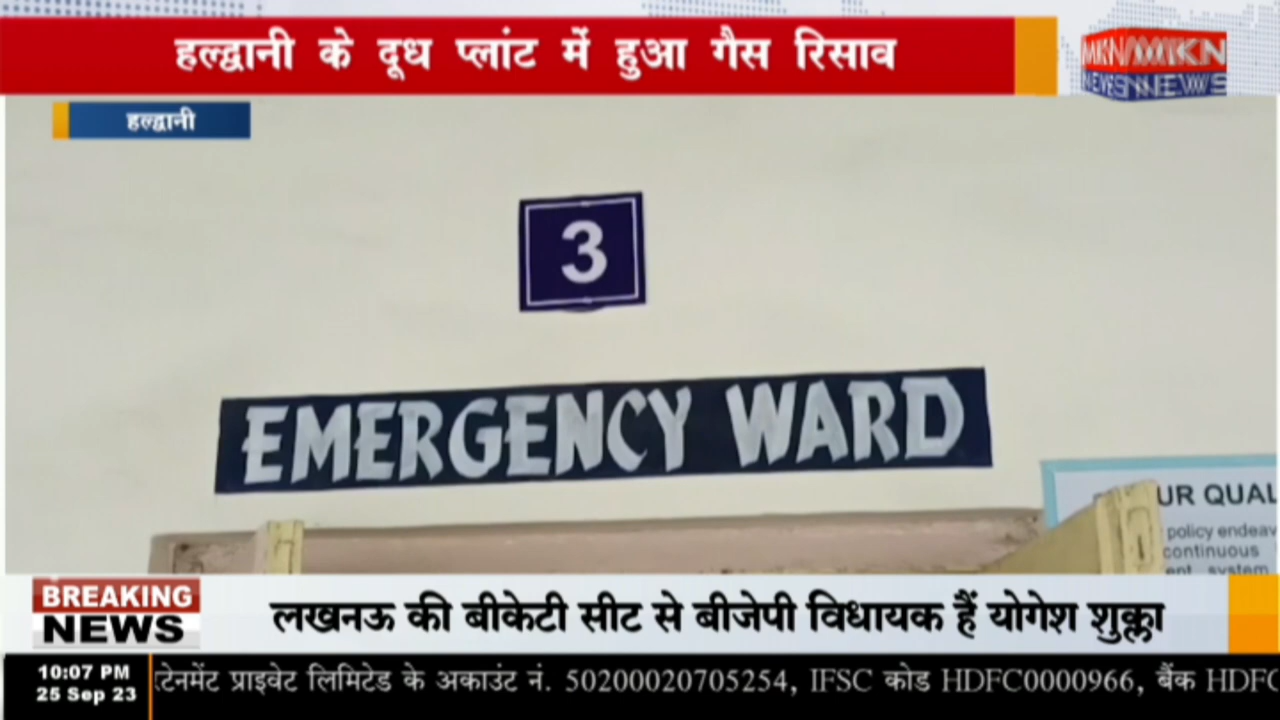 हल्द्वानी के दूध प्लांट में हुआ गैस रिसाव
हल्द्वानी
3
EMERGENCY WARD
UR QUAL
policy endeav
continuous
system
BREAKING
NEWS
लखनऊ की बीकेटी सीट से बीजेपी विधायक हैं योगेश शुक्ला
10:07 PM
25 Sep 23
टेनमेंट प्राइवेट लिमिटेड के अकाउंट नं. 50200020705254, IFSC कोड HDFC0000966, बैंक HDFC